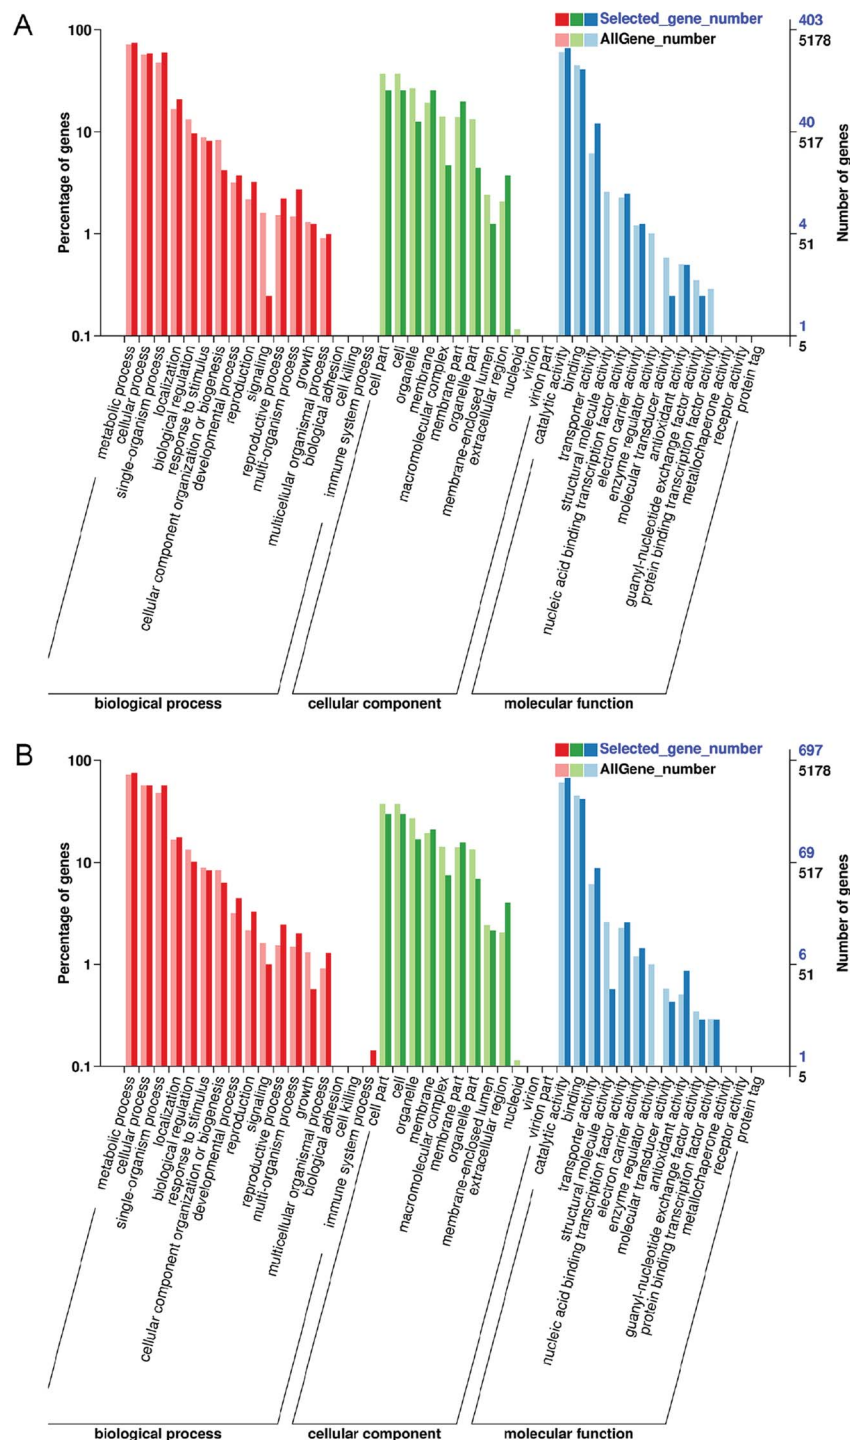 A
Selected_gene_number
AllGene_number
Percentage of genes
100
10
1
0.1
403
5178
40
517
4
51
1
5
Number of genes
metabolic process
cellular process
single-organism process
localization
biological regulation
response to stimulus
cellular component organization or biogenesis
developmental process
reproduction
signaling
reproductive process
multi-organism process
growth
multicellular organismal process
biological adhesion
cell killing
immune system process
cell part
cell
organelle
membrane
macromolecular complex
membrane part
organelle part
membrane-enclosed lumen
extracellular region
nucleoid
virion
virion part
catalytic activity
binding
transporter activity
structural molecule activity
nucleic acid binding transcription factor activity
electron carrier activity
enzyme regulator activity
molecular transducer activity
antioxidant activity
guanyl-nucleotide exchange factor activity
protein binding transcription factor activity
metallochaperone activity
receptor activity
protein tag
biological process
cellular component
molecular function
B
Selected_gene_number
AllGene_number
Percentage of genes
100
10
1
0.1
697
5178
69
517
6
51
1
5
Number of genes
metabolic process
cellular process
single-organism process
localization
biological regulation
response to stimulus
cellular component organization or biogenesis
developmental process
reproduction
signaling
reproductive process
multi-organism process
growth
multicellular organismal process
biological adhesion
cell killing
immune system process
cell part
cell
organelle
membrane
macromolecular complex
membrane part
organelle part
membrane-enclosed lumen
extracellular region
nucleoid
virion
virion part
catalytic activity
binding
transporter activity
structural molecule activity
nucleic acid binding transcription factor activity
electron carrier activity
enzyme regulator activity
molecular transducer activity
antioxidant activity
guanyl-nucleotide exchange factor activity
protein binding transcription factor activity
metallochaperone activity
receptor activity
protein tag
biological process
cellular component
molecular function